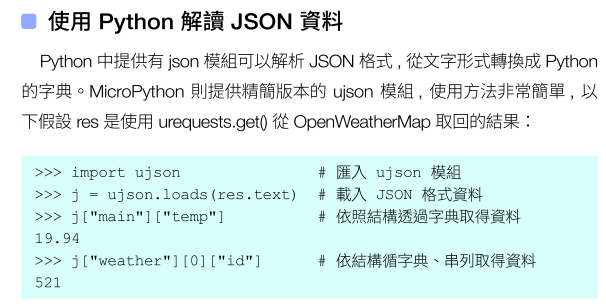 使用 Python 解讀 JSON 資料
Python 中提供有 json 模組可以解析 JSON 格式 , 從文字形式轉換成 Python
的字典。MicroPython 則提供精簡版本的 ujson 模組 , 使用方法非常簡單 , 以
下假設 res 是使用 urequests.get() 從 OpenWeatherMap 取回的結果：
>>> import ujson # 匯入 ujson 模組
>>> j = ujson.loads(res.text) # 載入 JSON 格式資料
>>> j["main"]["temp"] # 依照結構透過字典取得資料
19.94
>>> j["weather"][0]["id"] # 依結構循字典、串列取得資料
521